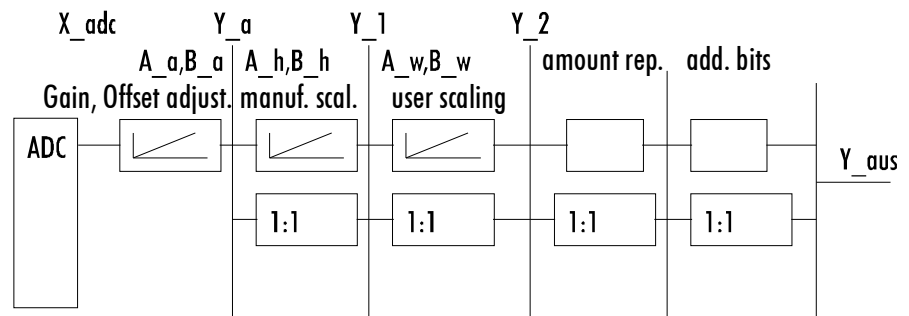 X_adc Y_a Y_1 Y_2
A_a,B_a A_h,B_h A_w,B_w amount rep. add. bits
Gain, Offset adjust. manuf. scal. user scaling
ADC
Y_aus
1:1 1:1 1:1 1:1